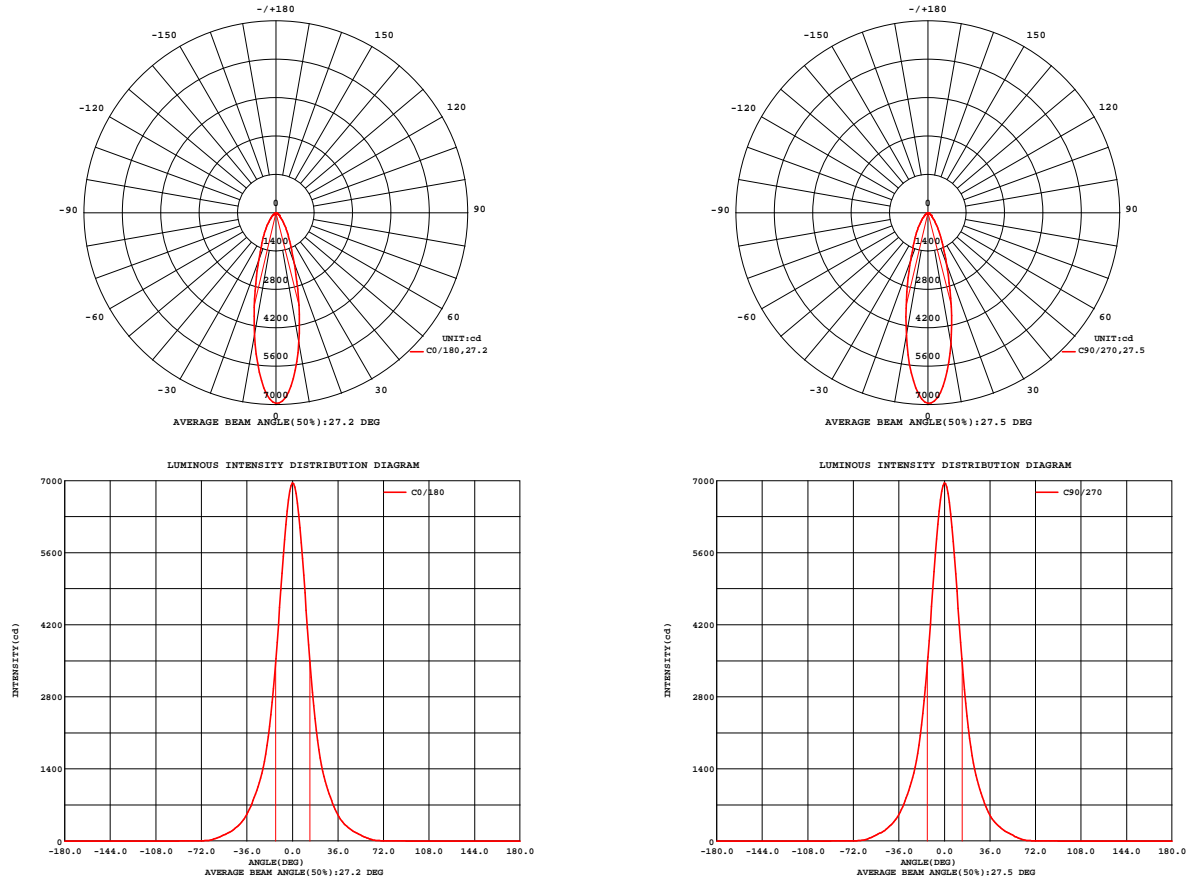 -/+180
-150
150
-120
120
-90
90
0
1400
2800
4200
5600
7000
-60
60
-30
30
0
UNIT:cd
C0/180,27.2
AVERAGE BEAM ANGLE(50%):27.2 DEG
-/+180
-150
150
-120
120
-90
90
0
1400
2800
4200
5600
7000
-60
60
-30
30
0
UNIT:cd
C90/270,27.5
AVERAGE BEAM ANGLE(50%):27.5 DEG
LUMINOUS INTENSITY DISTRIBUTION DIAGRAM
C0/180
7000
5600
4200
2800
1400
0
INTENSITY(cd)
-180.0 -144.0 -108.0 -72.0 -36.0 0.0 36.0 72.0 108.0 144.0 180.0
ANGLE(DEG)
AVERAGE BEAM ANGLE(50%):27.2 DEG
LUMINOUS INTENSITY DISTRIBUTION DIAGRAM
C90/270
7000
5600
4200
2800
1400
0
INTENSITY(cd)
-180.0 -144.0 -108.0 -72.0 -36.0 0.0 36.0 72.0 108.0 144.0 180.0
ANGLE(DEG)
AVERAGE BEAM ANGLE(50%):27.5 DEG